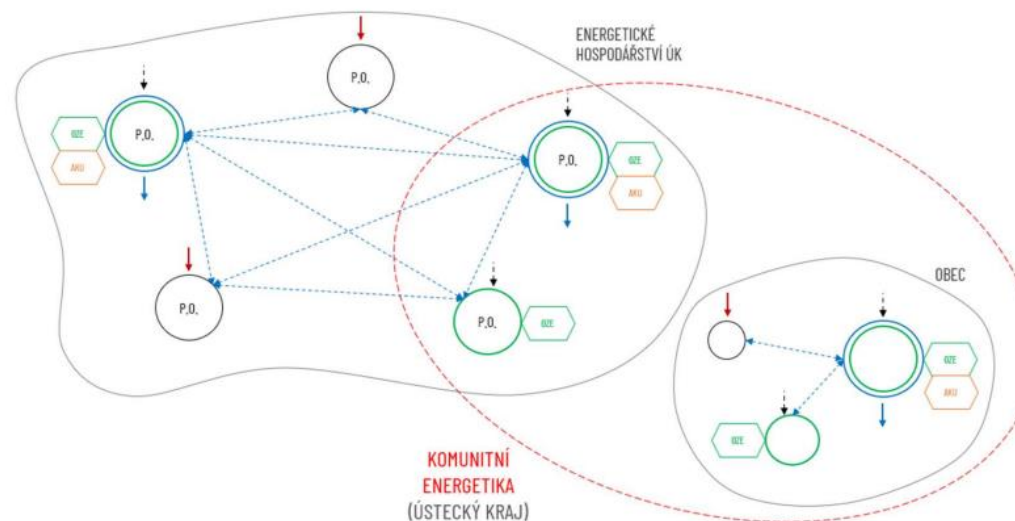 ENERGETICKÉ
HOSPODÁŘSTVÍ ÚK
P.O.
P.O.
OZE
AKU
P.O.
OZE
AKU
P.O.
P.O.
OZE
OBEC
OZE
AKU
OZE
KOMUNITNÍ
ENERGETIKA
(ÚSTECKÝ KRAJ)